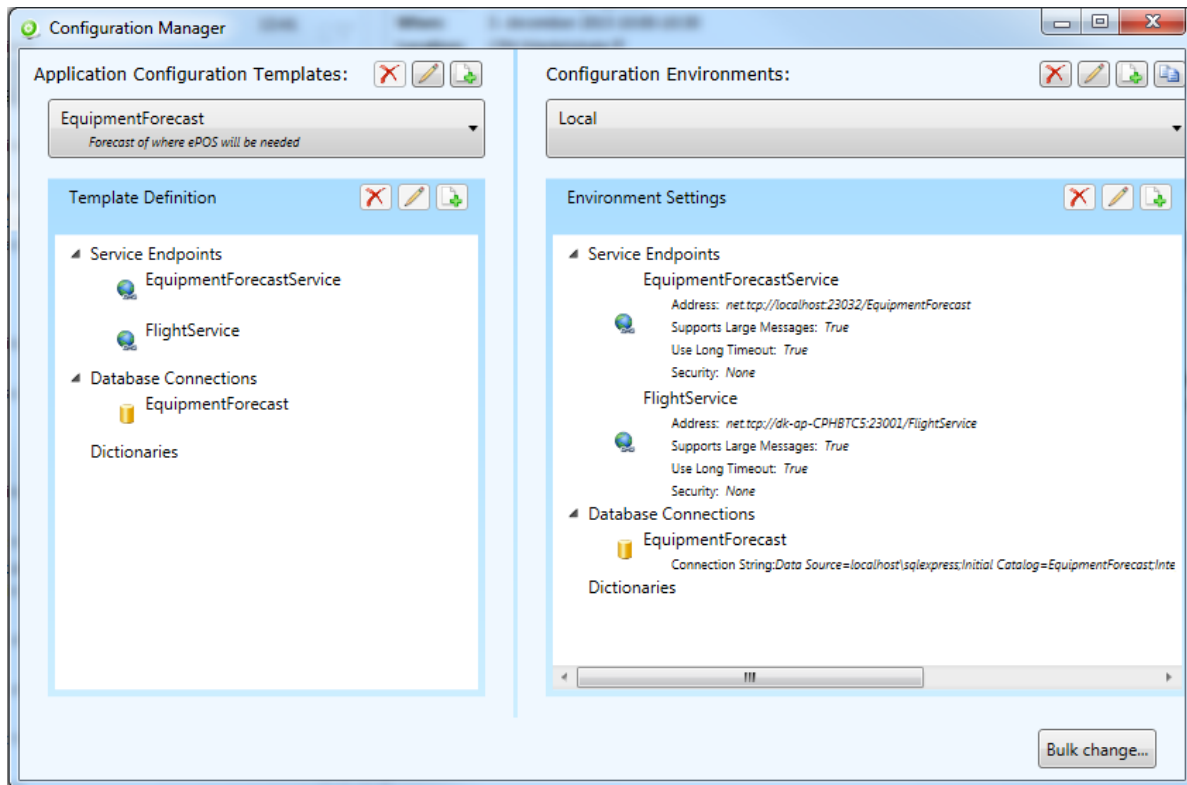 Configuration Manager
Application Configuration Templates:
EquipmentForecast
Forecast of where ePOS will be needed
Template Definition
Service Endpoints
EquipmentForecastService
FlightService
Database Connections
EquipmentForecast
Dictionaries
Configuration Environments:
Local
Environment Settings
Service Endpoints
EquipmentForecastService
Address: net.tcp://localhost:23032/EquipmentForecast
Supports Large Messages: True
Use Long Timeout: True
Security: None
FlightService
Address: net.tcp://dk-ap-CPHBTC5:23001/FlightService
Supports Large Messages: True
Use Long Timeout: True
Security: None
Database Connections
EquipmentForecast
Connection String:Data Source=localhost\sqlexpress;Initial Catalog=EquipmentForecast;Inte
Dictionaries
Bulk change...